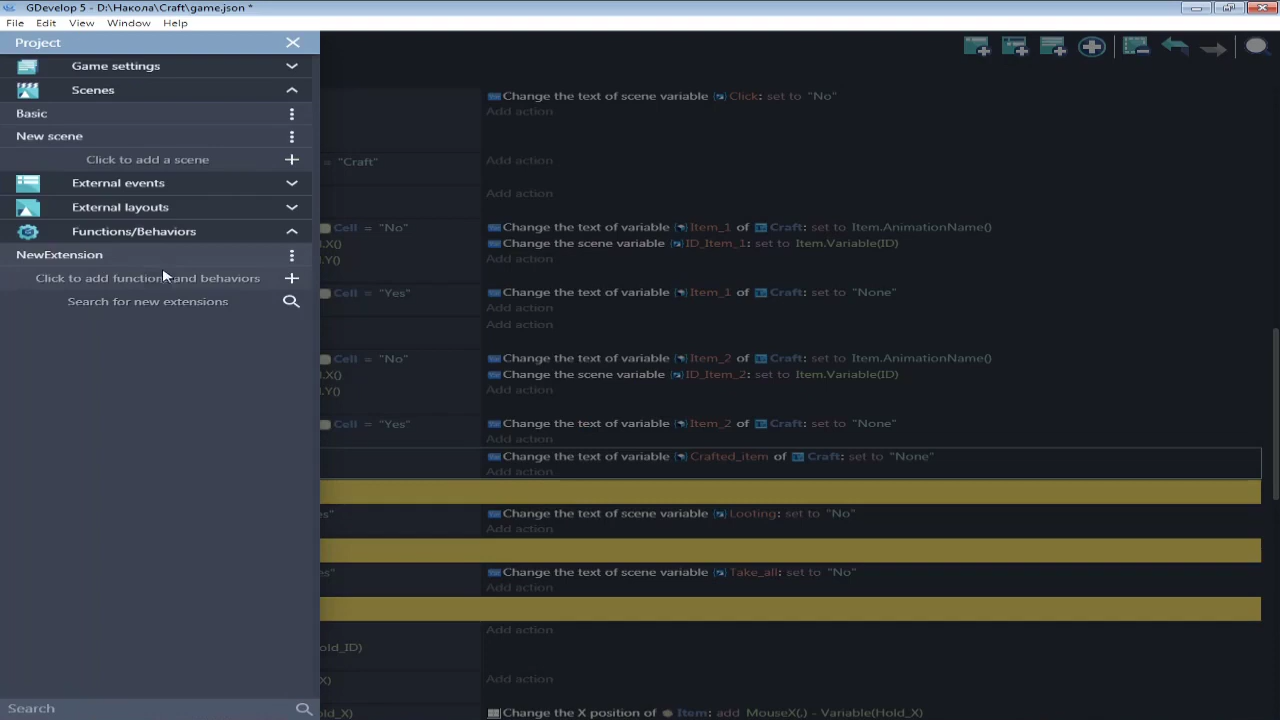 GDevelop 5 - D:\Накола\Craft\game.json *
File Edit View Window Help
Project
Game settings
Scenes
Basic
New scene
Click to add a scene
External events
External layouts
Functions/Behaviors
NewExtension
Click to add functions and behaviors
Search for new extensions
Search
Change the text of scene variable Click: set to "No"
Add action
= "Craft"
Add action
Add action
Cell = "No"
.X()
.Y()
Change the text of variable Item_1 of Craft: set to Item.AnimationName()
Change the scene variable ID_Item_1: set to Item.Variable(ID)
Add action
Cell = "Yes"
Change the text of variable Item_1 of Craft: set to "None"
Add action
Add action
Cell = "No"
.X()
.Y()
Change the text of variable Item_2 of Craft: set to Item.AnimationName()
Change the scene variable ID_Item_2: set to Item.Variable(ID)
Add action
Cell = "Yes"
Change the text of variable Item_2 of Craft: set to "None"
Add action
Change the text of variable Crafted_item of Craft: set to "None"
Add action
es"
Change the text of scene variable Looting: set to "No"
Add action
es"
Change the text of scene variable Take_all: set to "No"
Add action
Add action
old_ID)
X)
Add action
old_X)
Change the X position of Item: add MouseX(,) - Variable(Hold_X)